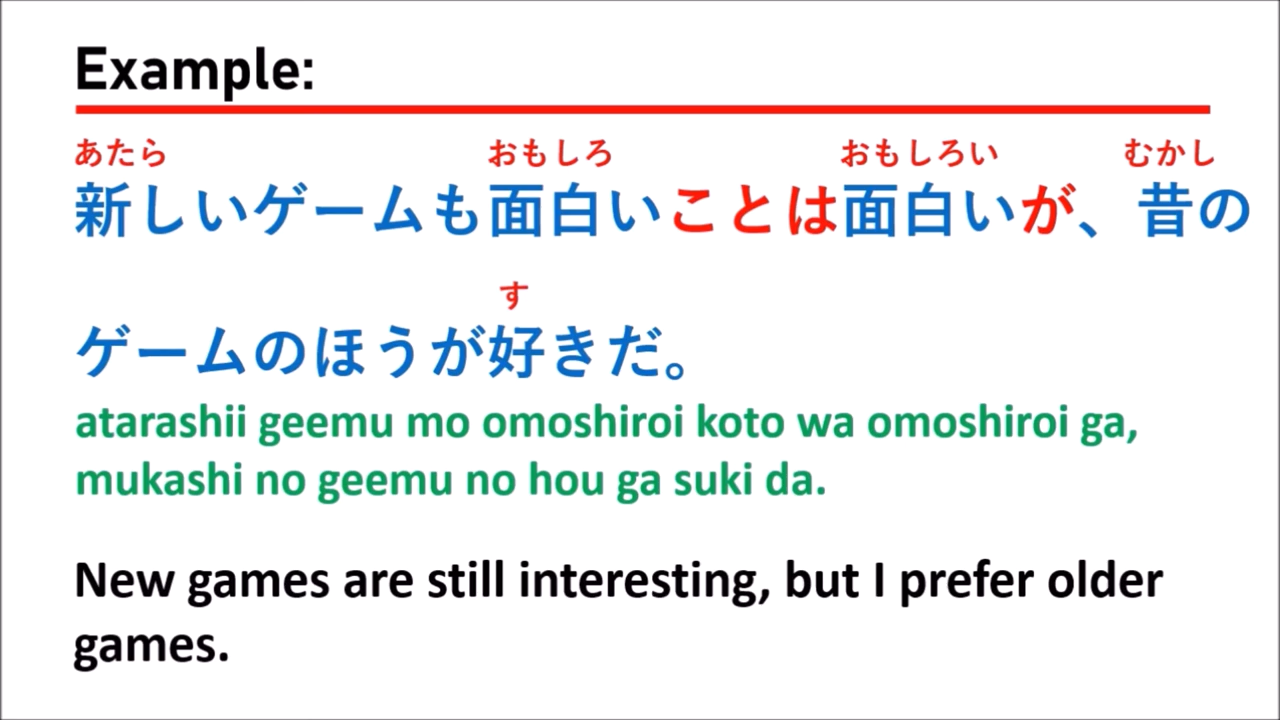 Example:
あたら おもしろ おもしろい むかし
新しいゲームも面白いことは面白いが、昔の
す
ゲームのほうが好きだ。
atarashii geemu mo omoshiroi koto wa omoshiroi ga,
mukashi no geemu no hou ga suki da.
New games are still interesting, but I prefer older
games.